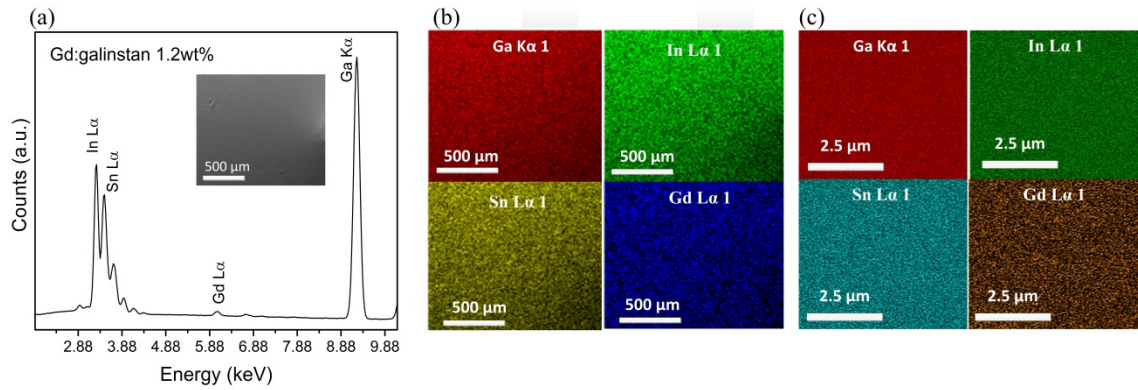 (a)
Gd:galinstan 1.2wt%
Counts (a.u.)
In Lα
Sn Lα
Gd Lα
Ga Kα
500 µm
2.88 3.88 4.88 5.88 6.88 7.88 8.88 9.88
Energy (keV)
(b)
Ga Kα 1
500 µm
In Lα 1
500 µm
Sn Lα 1
500 µm
Gd Lα 1
500 µm
(c)
Ga Kα 1
2.5 µm
In Lα 1
2.5 µm
Sn Lα 1
2.5 µm
Gd Lα 1
2.5 µm